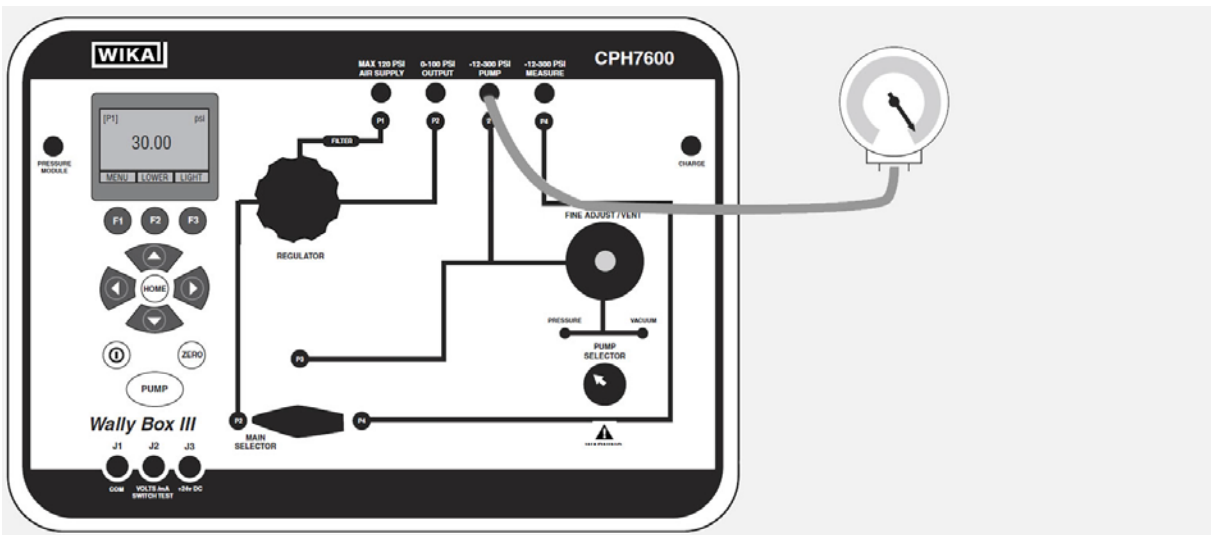 WIKAI
CPH7600
MAX 120 PSI
AIR SUPPLY
0-100 PSI
OUTPUT
-12-300 PSI
PUMP
-12-300 PSI
MEASURE
[P1]
psi
30.00
MENU
LOWER
LIGHT
PRESSURE
MODULE
P1
P2
P4
FILTER
CHARGE
F1
F2
F3
FINE ADJUST / VENT
REGULATOR
HOME
PRESSURE
VACUUM
PUMP
SELECTOR
ZERO
PUMP
Wally Box III
P4
MAIN
SELECTOR
J1
J2
J3
COM
VOLTS /mA
SWITCH TEST
+24v DC